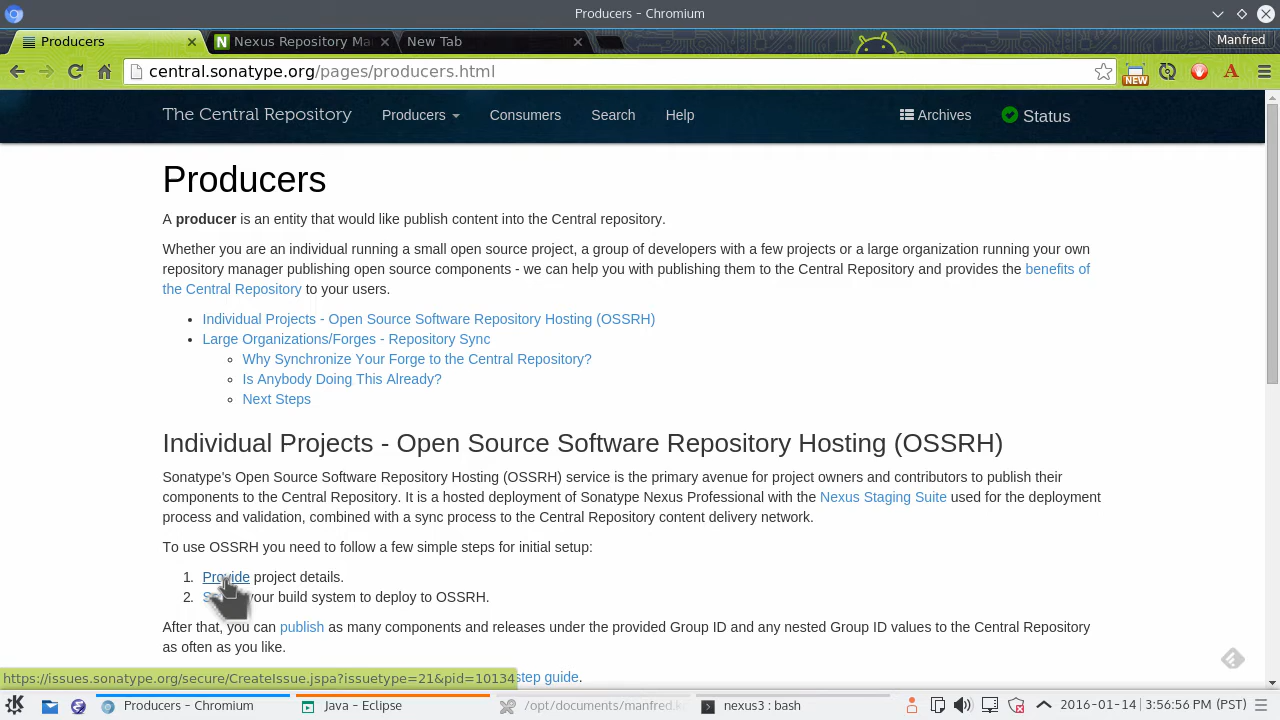 Producers – Chromium
Producers
Nexus Repository Ma
New Tab
Manfred
central.sonatype.org/pages/producers.html
NEW
The Central Repository Producers Consumers Search Help Archives Status
Producers
A producer is an entity that would like publish content into the Central repository.
Whether you are an individual running a small open source project, a group of developers with a few projects or a large organization running your own
repository manager publishing open source components - we can help you with publishing them to the Central Repository and provides the benefits of
the Central Repository to your users.
Individual Projects - Open Source Software Repository Hosting (OSSRH)
Large Organizations/Forges - Repository Sync
Why Synchronize Your Forge to the Central Repository?
Is Anybody Doing This Already?
Next Steps
Individual Projects - Open Source Software Repository Hosting (OSSRH)
Sonatype's Open Source Software Repository Hosting (OSSRH) service is the primary avenue for project owners and contributors to publish their
components to the Central Repository. It is a hosted deployment of Sonatype Nexus Professional with the Nexus Staging Suite used for the deployment
process and validation, combined with a sync process to the Central Repository content delivery network.
To use OSSRH you need to follow a few simple steps for initial setup:
1. Provide project details.
2. your build system to deploy to OSSRH.
After that, you can publish as many components and releases under the provided Group ID and any nested Group ID values to the Central Repository
as often as you like.
https://issues.sonatype.org/secure/CreateIssue.jspa?issuetype=21&pid=10134 step guide.
Producers – Chromium
Java - Eclipse
/opt/documents/manfred.k
nexus3 : bash
2016-01-14 3:56:56 PM (PST)